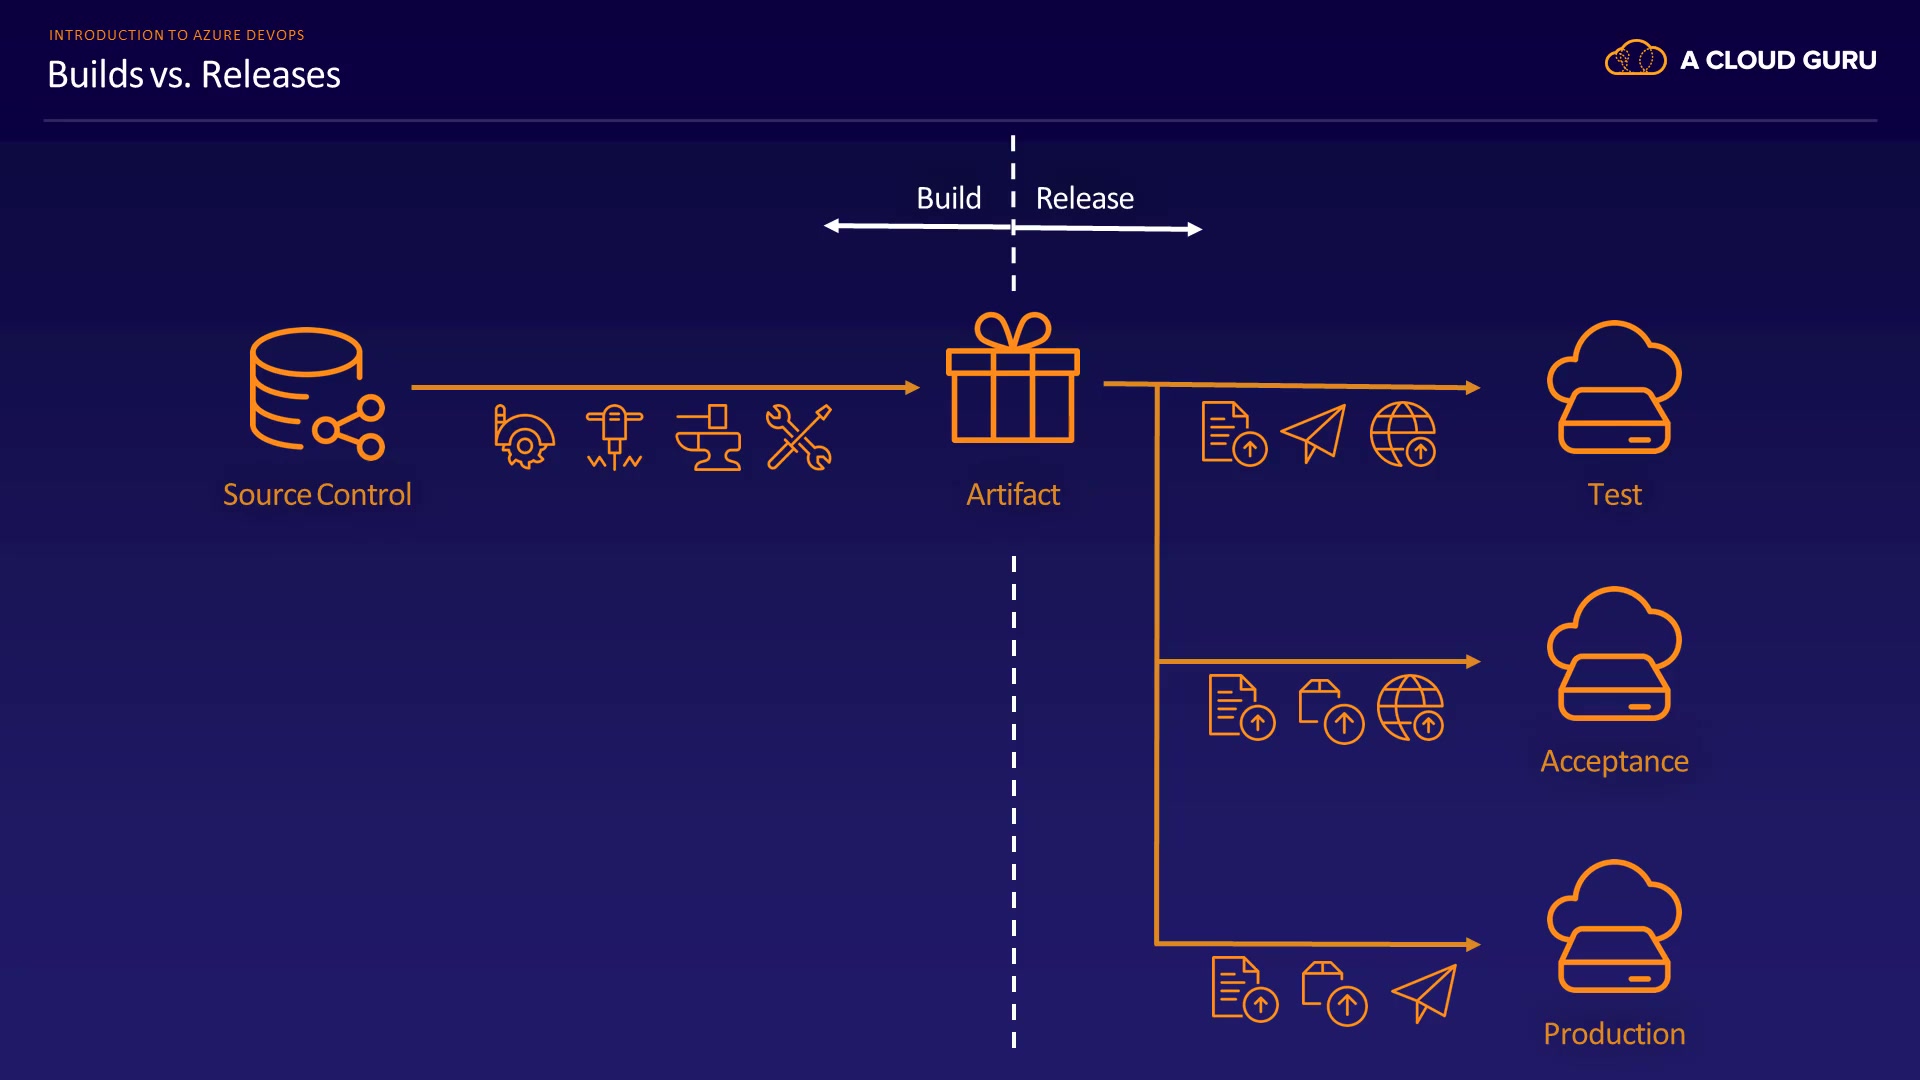 INTRODUCTION TO AZURE DEVOPS
Builds vs. Releases
A CLOUD GURU
Build
Release
Source Control
Artifact
Test
Acceptance
Production